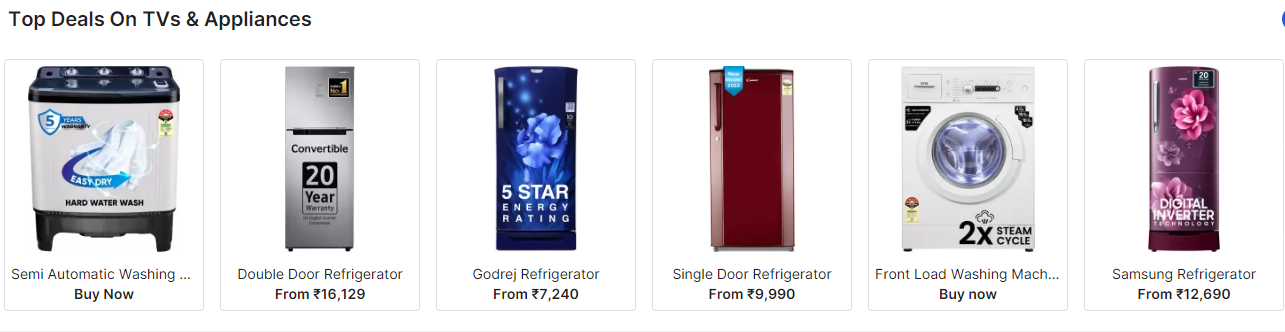 Top Deals On TVs & Appliances
5 YEARS
WARRANTY
EASY DRY
HARD WATER WASH
Semi Automatic Washing ...
Buy Now
Convertible
20
Year
Warranty
Double Door Refrigerator
From ₹16,129
5 STAR
ENERGY
RATING
Godrej Refrigerator
From ₹7,240
New
Model
Single Door Refrigerator
From ₹9,990
2X STEAM
CYCLE
Front Load Washing Mach...
Buy now
20
DIGITAL
INVERTER
TECHNOLOGY
Samsung Refrigerator
From ₹12,690